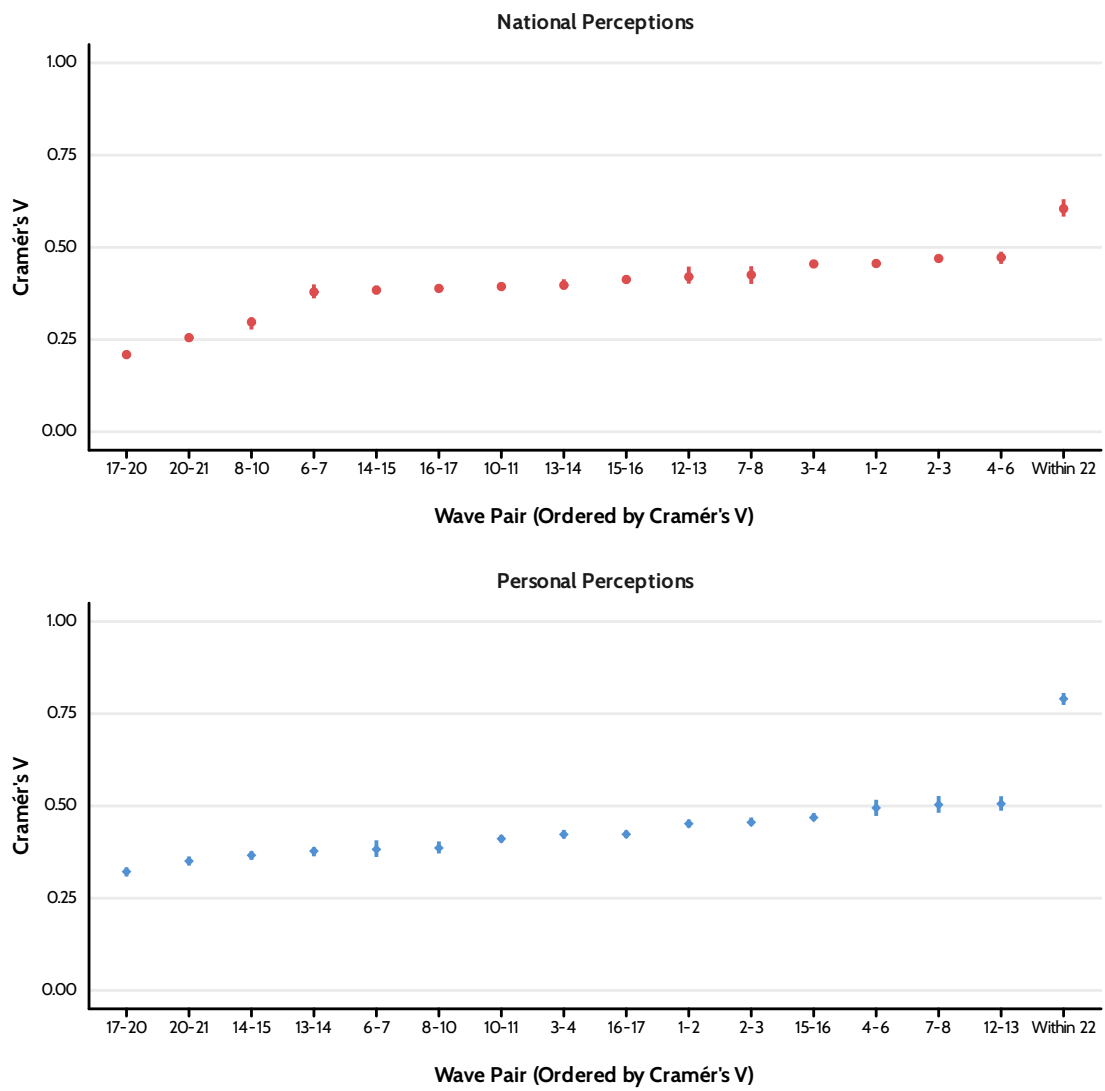 National Perceptions
1.00
0.75
0.50
0.25
0.00
Cramér's V
17-20 20-21 8-10 6-7 14-15 16-17 10-11 13-14 15-16 12-13 7-8 3-4 1-2 2-3 4-6 Within 22
Wave Pair (Ordered by Cramér's V)
Personal Perceptions
1.00
0.75
0.50
0.25
0.00
Cramér's V
17-20 20-21 14-15 13-14 6-7 8-10 10-11 3-4 16-17 1-2 2-3 15-16 4-6 7-8 12-13 Within 22
Wave Pair (Ordered by Cramér's V)